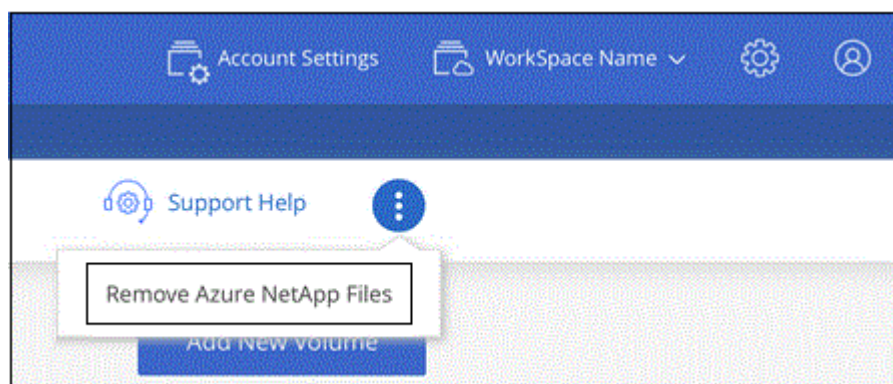 Account Settings WorkSpace Name
Support Help
Remove Azure NetApp Files
Add New Volume